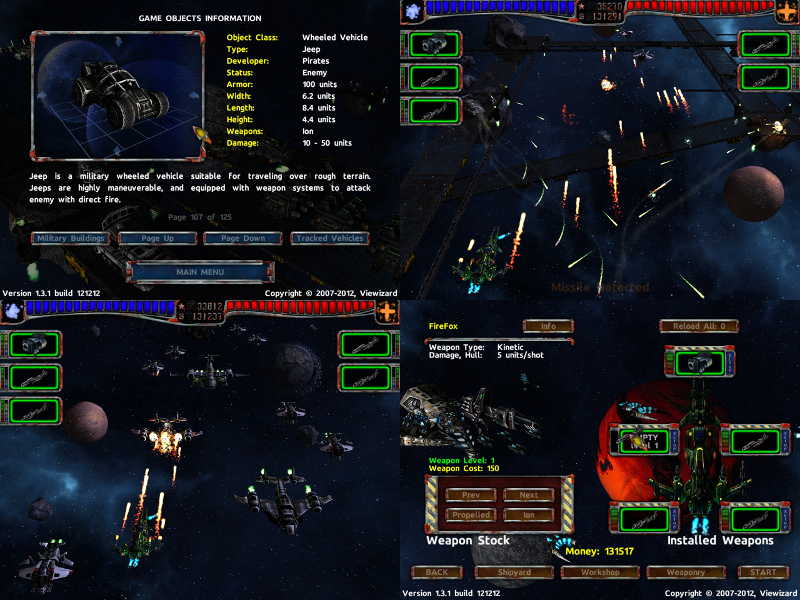 GAME OBJECTS INFORMATION
Object Class: Wheeled Vehicle
Type: Jeep
Developer: Pirates
Status: Enemy
Armor: 100 units
Width: 6.2 units
Length: 8.4 units
Height: 4.4 units
Weapons: Ion
Damage: 10 - 50 units
Jeep is a military wheeled vehicle suitable for traveling over rough terrain.
Jeeps are highly maneuverable, and equipped with weapon systems to attack
enemy with direct fire.
Page 107 of 125
Military Buildings Page Up Page Down Tracked Vehicles
MAIN MENU
Version 1.3.1 build 121212 Copyright © 2007-2012, Viewizard
131291
Missile Detected
131237
FireFox Info Reload All: 0
Weapon Type: Kinetic
Damage, Hull: 5 units/shot
Weapon Level: 1
Weapon Cost: 150
Prev Next
Propelled Ion
Weapon Stock Installed Weapons
Money: 131517
BACK Shipyard Workshop Weaponry START
Version 1.3.1 build 121212 Copyright © 2007-2012, Viewizard